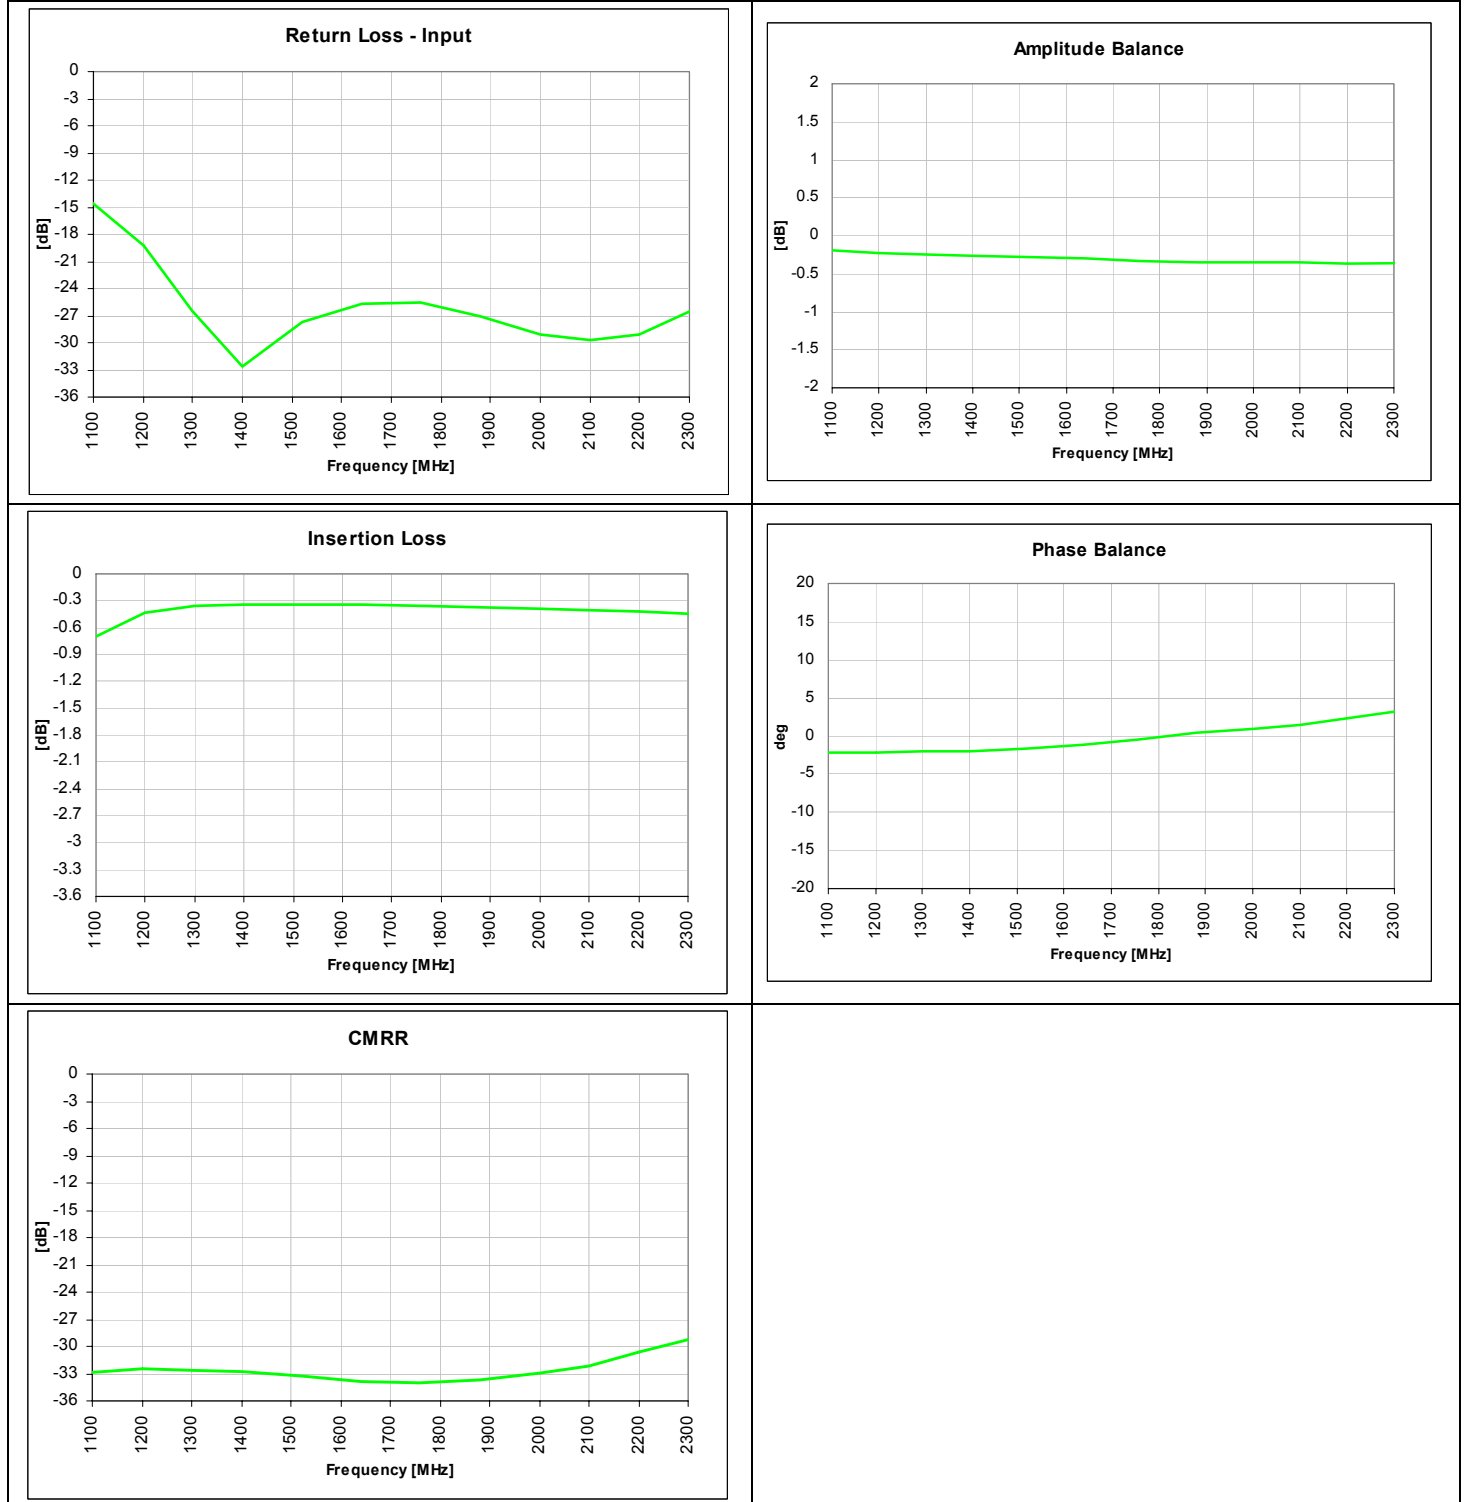 Return Loss - Input
0
-3
-6
-9
-12
-15
-18
-21
-24
-27
-30
-33
-36
[dB]
1100 1200 1300 1400 1500 1600 1700 1800 1900 2000 2100 2200 2300
Frequency [MHz]
Amplitude Balance
2
1.5
1
0.5
0
-0.5
-1
-1.5
-2
[dB]
1100 1200 1300 1400 1500 1600 1700 1800 1900 2000 2100 2200 2300
Frequency [MHz]
Insertion Loss
0
-0.3
-0.6
-0.9
-1.2
-1.5
-1.8
-2.1
-2.4
-2.7
-3
-3.3
-3.6
[dB]
1100 1200 1300 1400 1500 1600 1700 1800 1900 2000 2100 2200 2300
Frequency [MHz]
Phase Balance
20
15
10
5
0
-5
-10
-15
-20
deg
1100 1200 1300 1400 1500 1600 1700 1800 1900 2000 2100 2200 2300
Frequency [MHz]
CMRR
0
-3
-6
-9
-12
-15
-18
-21
-24
-27
-30
-33
-36
[dB]
1100 1200 1300 1400 1500 1600 1700 1800 1900 2000 2100 2200 2300
Frequency [MHz]